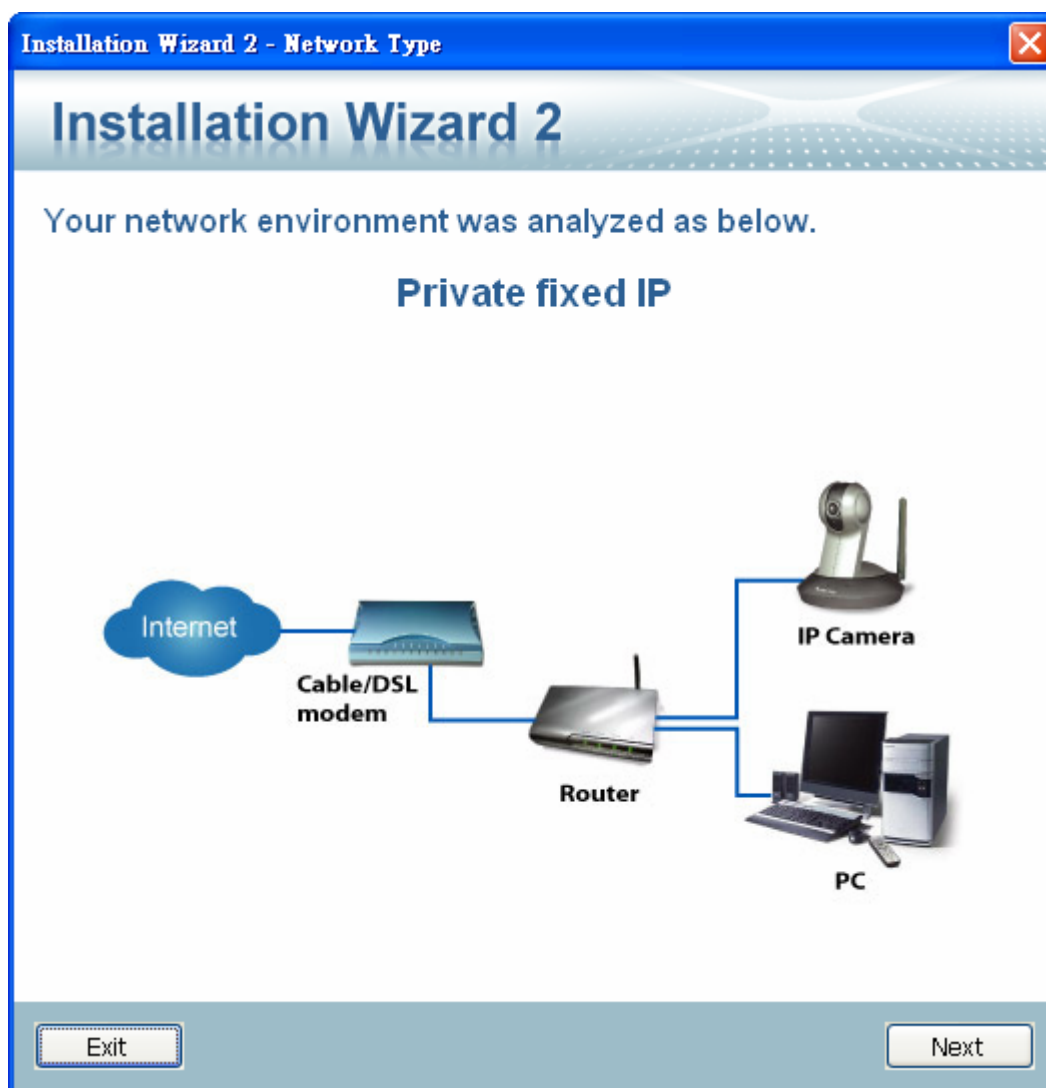 Installation Wizard 2 - Network Type
Installation Wizard 2
Your network environment was analyzed as below.
Private fixed IP
Internet
Cable/DSL
modem
Router
IP Camera
PC
Exit
Next